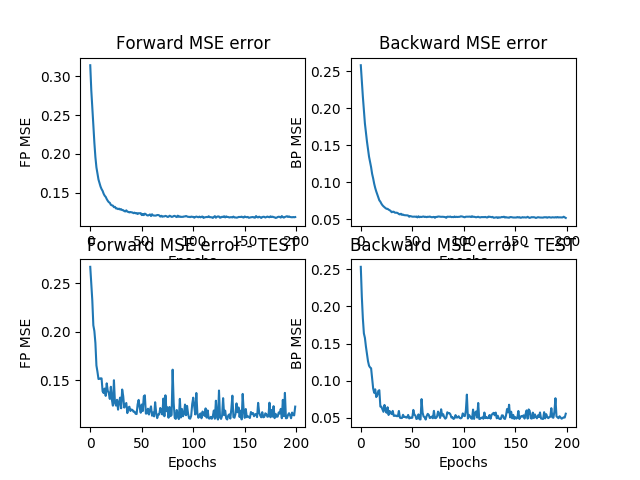 Forward MSE error
Backward MSE error
FP MSE
0.30
0.25
0.20
0.15
BP MSE
0.25
0.20
0.15
0.10
0.05
0 50 100 150 200
Epochs
0 50 100 150 200
Epochs
Forward MSE error - TEST
Backward MSE error - TEST
FP MSE
0.25
0.20
0.15
BP MSE
0.25
0.20
0.15
0.10
0.05
0 50 100 150 200
Epochs
0 50 100 150 200
Epochs